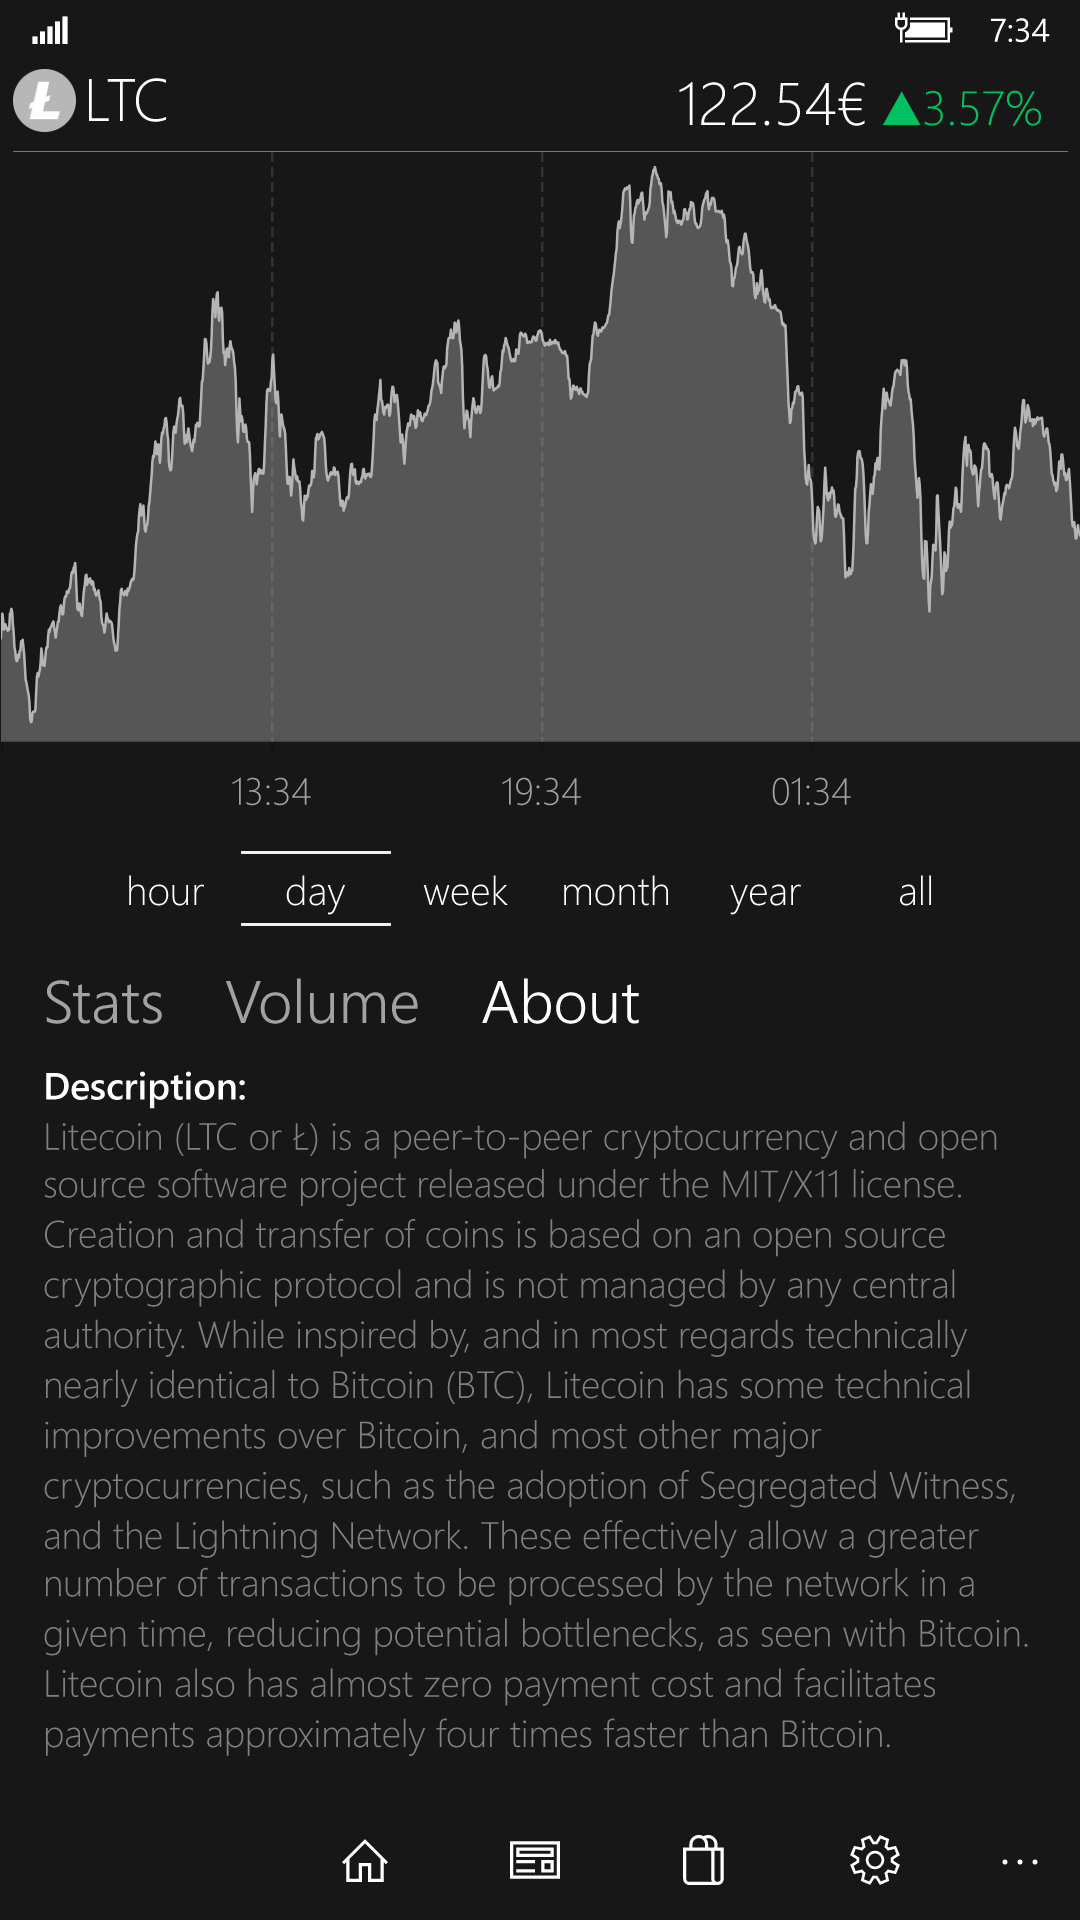 7:34
Ł LTC 122.54€ ▲3.57%
13:34 19:34 01:34
hour day week month year all
Stats Volume About
Description:
Litecoin (LTC or Ł) is a peer-to-peer cryptocurrency and open
source software project released under the MIT/X11 license.
Creation and transfer of coins is based on an open source
cryptographic protocol and is not managed by any central
authority. While inspired by, and in most regards technically
nearly identical to Bitcoin (BTC), Litecoin has some technical
improvements over Bitcoin, and most other major
cryptocurrencies, such as the adoption of Segregated Witness,
and the Lightning Network. These effectively allow a greater
number of transactions to be processed by the network in a
given time, reducing potential bottlenecks, as seen with Bitcoin.
Litecoin also has almost zero payment cost and facilitates
payments approximately four times faster than Bitcoin.